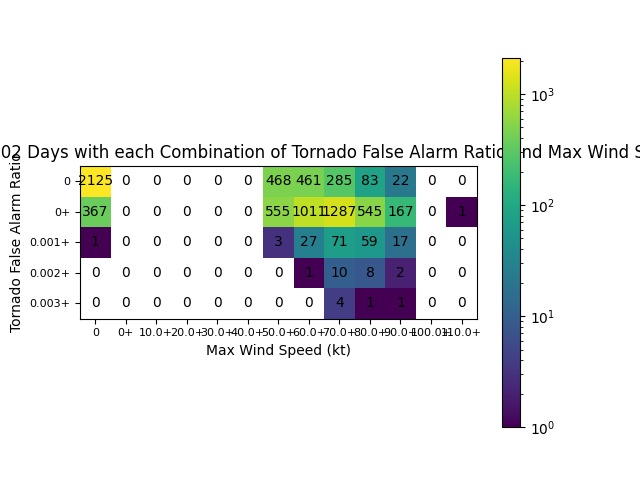 02 Days with each Combination of Tornado False Alarm Ratio and Max Wind S
Tornado False Alarm Ratio
0 2125 0 0 0 0 0 468 461 285 83 22 0 0
0+ 367 0 0 0 0 0 555 1011 1287 545 167 0 1
0.001+ 1 0 0 0 0 0 3 27 71 59 17 0 0
0.002+ 0 0 0 0 0 0 0 1 10 8 2 0 0
0.003+ 0 0 0 0 0 0 0 0 4 1 1 0 0
0 0+ 10.0+ 20.0+ 30.0+ 40.0+ 50.0+ 60.0+ 70.0+ 80.0+ 90.0+ 100.0+ 110.0+
Max Wind Speed (kt)
10³
10²
10¹
10⁰